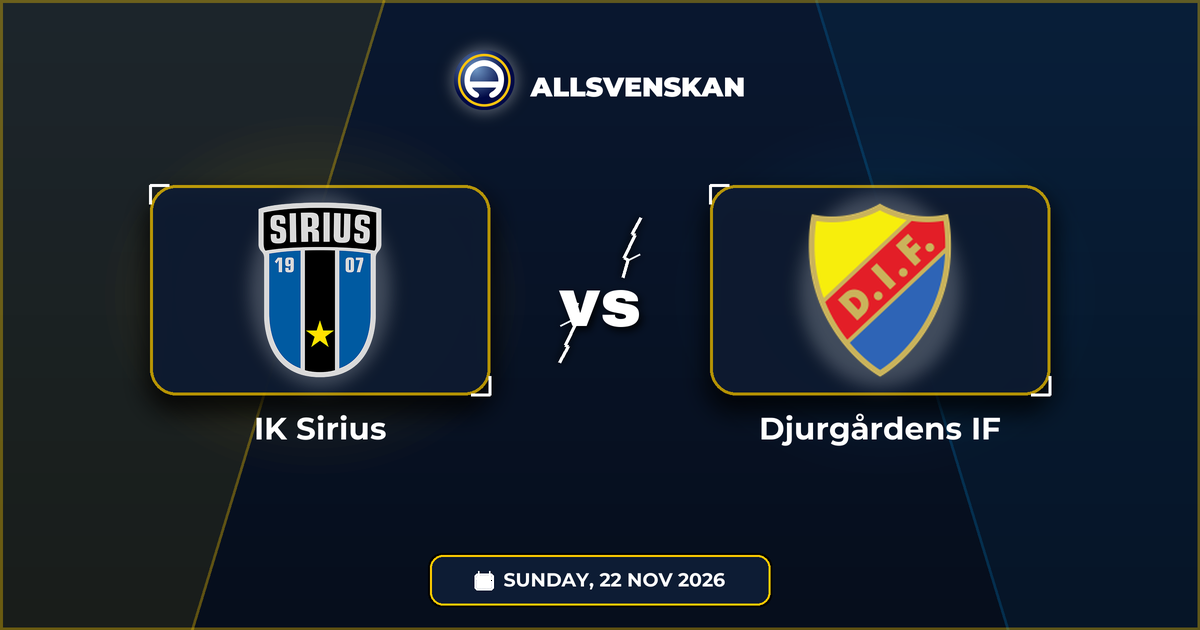 ALLSVENSKAN
SIRIUS
19 07
D.I.F.
VS
IK Sirius
Djurgårdens IF
SUNDAY, 22 NOV 2026